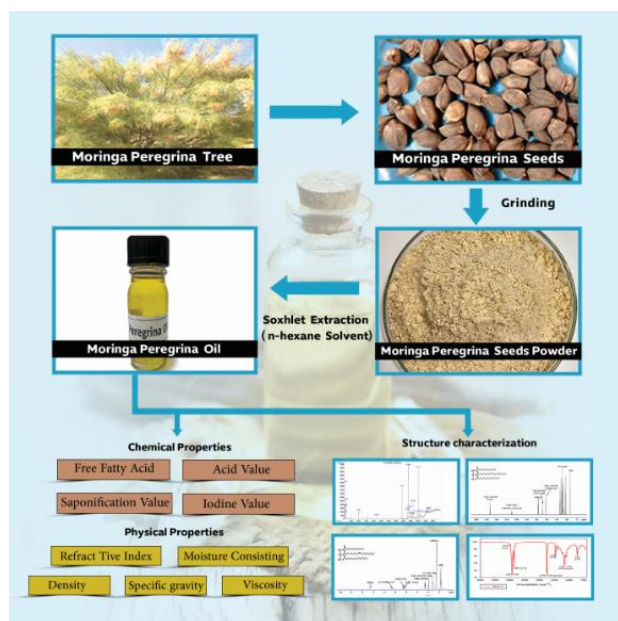 Moringa Peregrina Tree
Moringa Peregrina Seeds
Grinding
Peregrina
Soxhlet Extraction
(n-hexane Solvent)
Moringa Peregrina Oil
Moringa Peregrina Seeds Powder
Chemical Properties
Free Fatty Acid
Acid Value
Saponification Value
Iodine Value
Physical Properties
Refract Tive Index
Moisture Consisting
Density
Specific gravity
Viscosity
Structure characterization